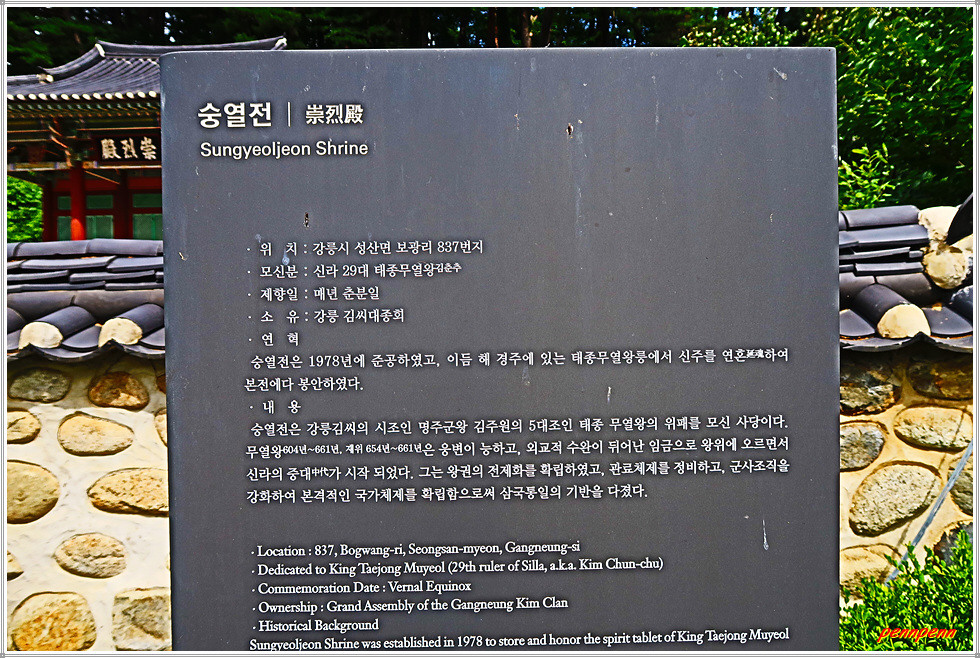 숭열전 | 崇烈殿
Sungyeoljeon Shrine
崇烈殿
· 위 치 : 강릉시 성산면 보광리 837번지
· 모신분 : 신라 29대 태종무열왕김춘추
· 제향일 : 매년 춘분일
· 소 유 : 강릉 김씨대종회
· 연 혁
숭열전은 1978년에 준공하였고, 이듬 해 경주에 있는 태종무열왕릉에서 신주를 연혼延魂하여
본전에다 봉안하였다.
· 내 용
숭열전은 강릉김씨의 시조인 명주군왕 김주원의 5대조인 태종 무열왕의 위패를 모신 사당이다.
무열왕604년~661년, 재위 654년~661년은 웅변이 능하고, 외교적 수완이 뛰어난 임금으로 왕위에 오르면서
신라의 중대中代가 시작 되었다. 그는 왕권의 전제화를 확립하였고, 관료체제를 정비하고, 군사조직을
강화하여 본격적인 국가체제를 확립함으로써 삼국통일의 기반을 다졌다.
· Location : 837, Bogwang-ri, Seongsan-myeon, Gangneung-si
· Dedicated to King Taejong Muyeol (29th ruler of Silla, a.k.a. Kim Chun-chu)
· Commemoration Date : Vernal Equinox
· Ownership : Grand Assembly of the Gangneung Kim Clan
· Historical Background
Sungyeoljeon Shrine was established in 1978 to store and honor the spirit tablet of King Taejong Muyeol
pennpenn